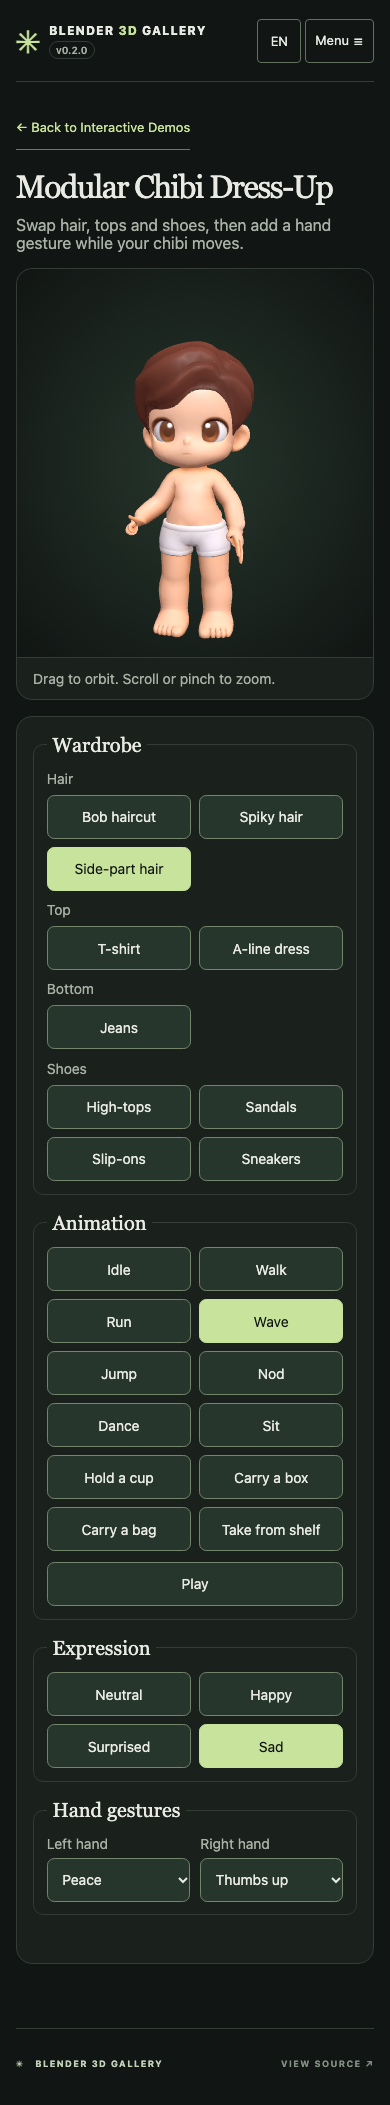 BLENDER 3D GALLERY
v0.2.0
EN
Menu ≡
← Back to Interactive Demos
Modular Chibi Dress-Up
Swap hair, tops and shoes, then add a hand
gesture while your chibi moves.
Drag to orbit. Scroll or pinch to zoom.
Wardrobe
Hair
Bob haircut
Spiky hair
Side-part hair
Top
T-shirt
A-line dress
Bottom
Jeans
Shoes
High-tops
Sandals
Slip-ons
Sneakers
Animation
Idle
Walk
Run
Wave
Jump
Nod
Dance
Sit
Hold a cup
Carry a box
Carry a bag
Take from shelf
Play
Expression
Neutral
Happy
Surprised
Sad
Hand gestures
Left hand
Right hand
Peace
Thumbs up
BLENDER 3D GALLERY
VIEW SOURCE ↗